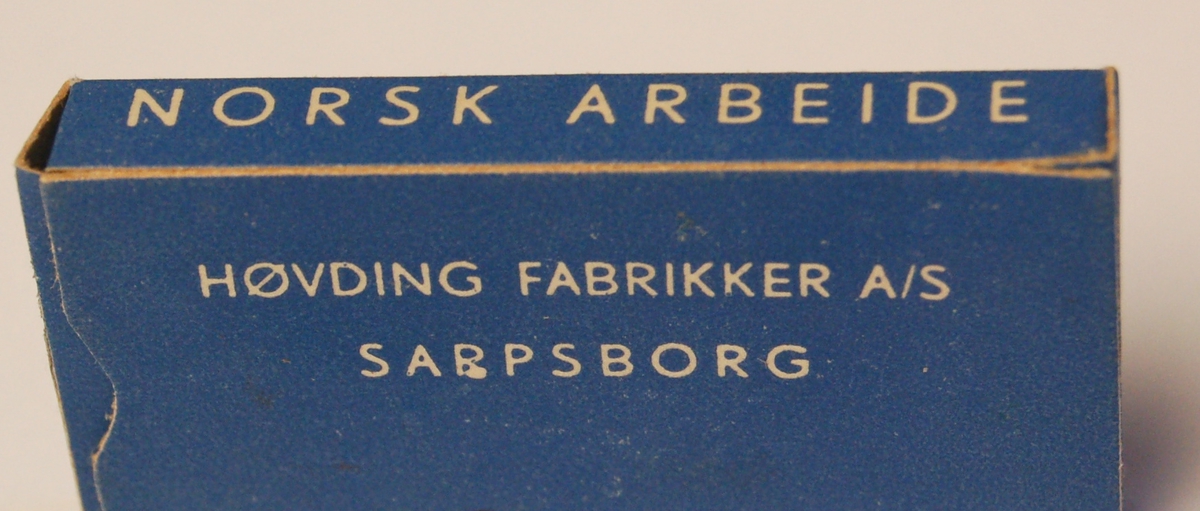 NORSK ARBEIDE
HØVDING FABRIKKER A/S
SARPSBORG